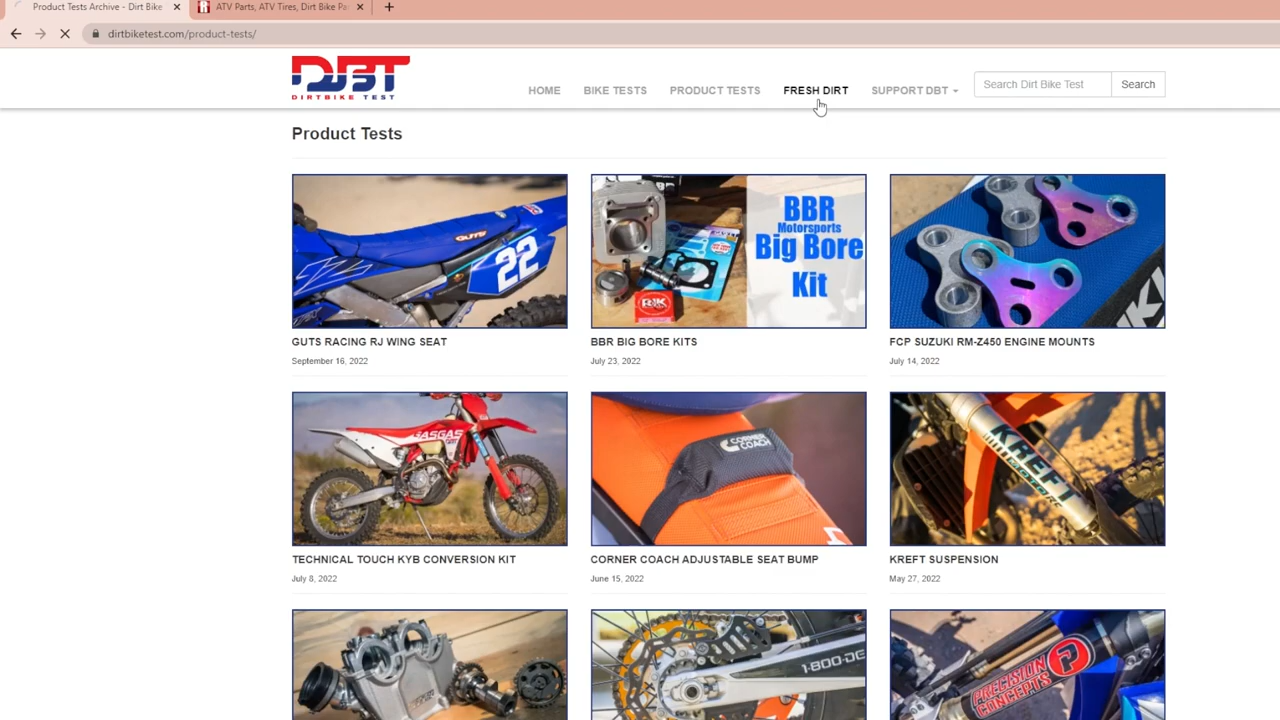 Product Tests Archive - Dirt Bike
ATV Parts, ATV Tires, Dirt Bike Pa
dirtbiketest.com/product-tests/
DBT
DIRTBIKE TEST
HOME
BIKE TESTS
PRODUCT TESTS
FRESH DIRT
SUPPORT DBT
Search Dirt Bike Test
Search
Product Tests
GUTS
22
BBR
Motorsports
Big Bore
Kit
GUTS RACING RJ WING SEAT
September 16, 2022
BBR BIG BORE KITS
July 23, 2022
FCP SUZUKI RM-Z450 ENGINE MOUNTS
July 14, 2022
GASGAS
CORNER
COACH
KREFT
TECHNICAL TOUCH KYB CONVERSION KIT
July 8, 2022
CORNER COACH ADJUSTABLE SEAT BUMP
June 15, 2022
KREFT SUSPENSION
May 27, 2022
1-800-DE
PRECISION
CONCEPTS